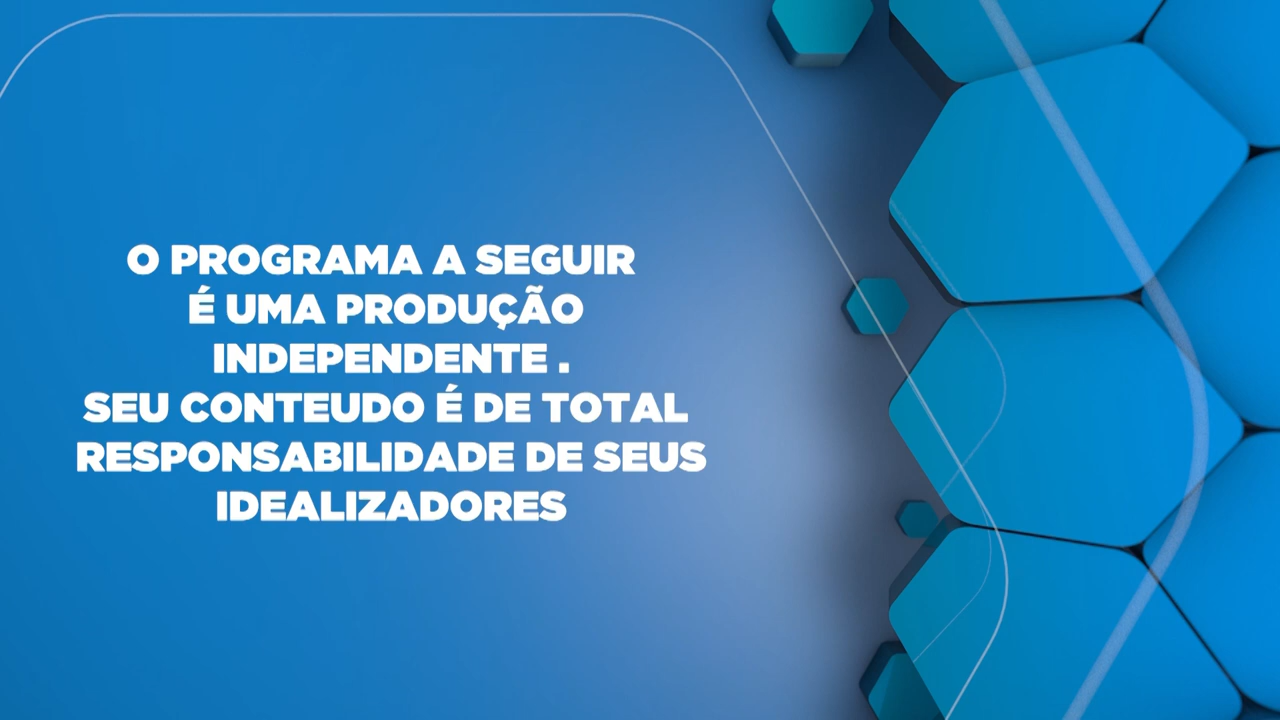 O PROGRAMA A SEGUIR
É UMA PRODUÇÃO
INDEPENDENTE .
SEU CONTEUDO É DE TOTAL
RESPONSABILIDADE DE SEUS
IDEALIZADORES